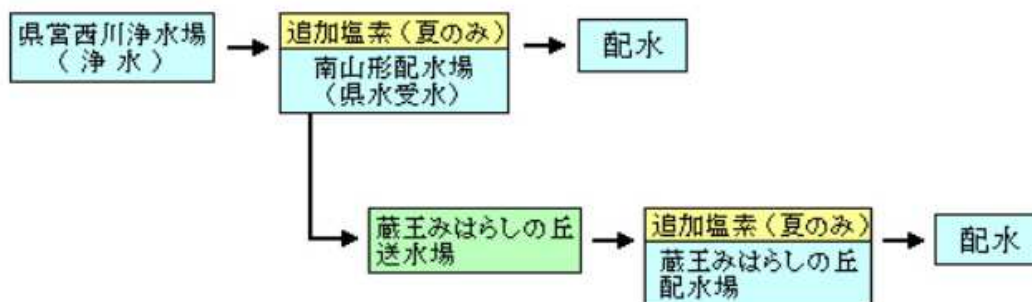 県営西川浄水場
(浄水)
追加塩素(夏のみ)
南山形配水場
(県水受水)
配水
蔵王みはらしの丘
送水場
追加塩素(夏のみ)
蔵王みはらしの丘
配水場
配水